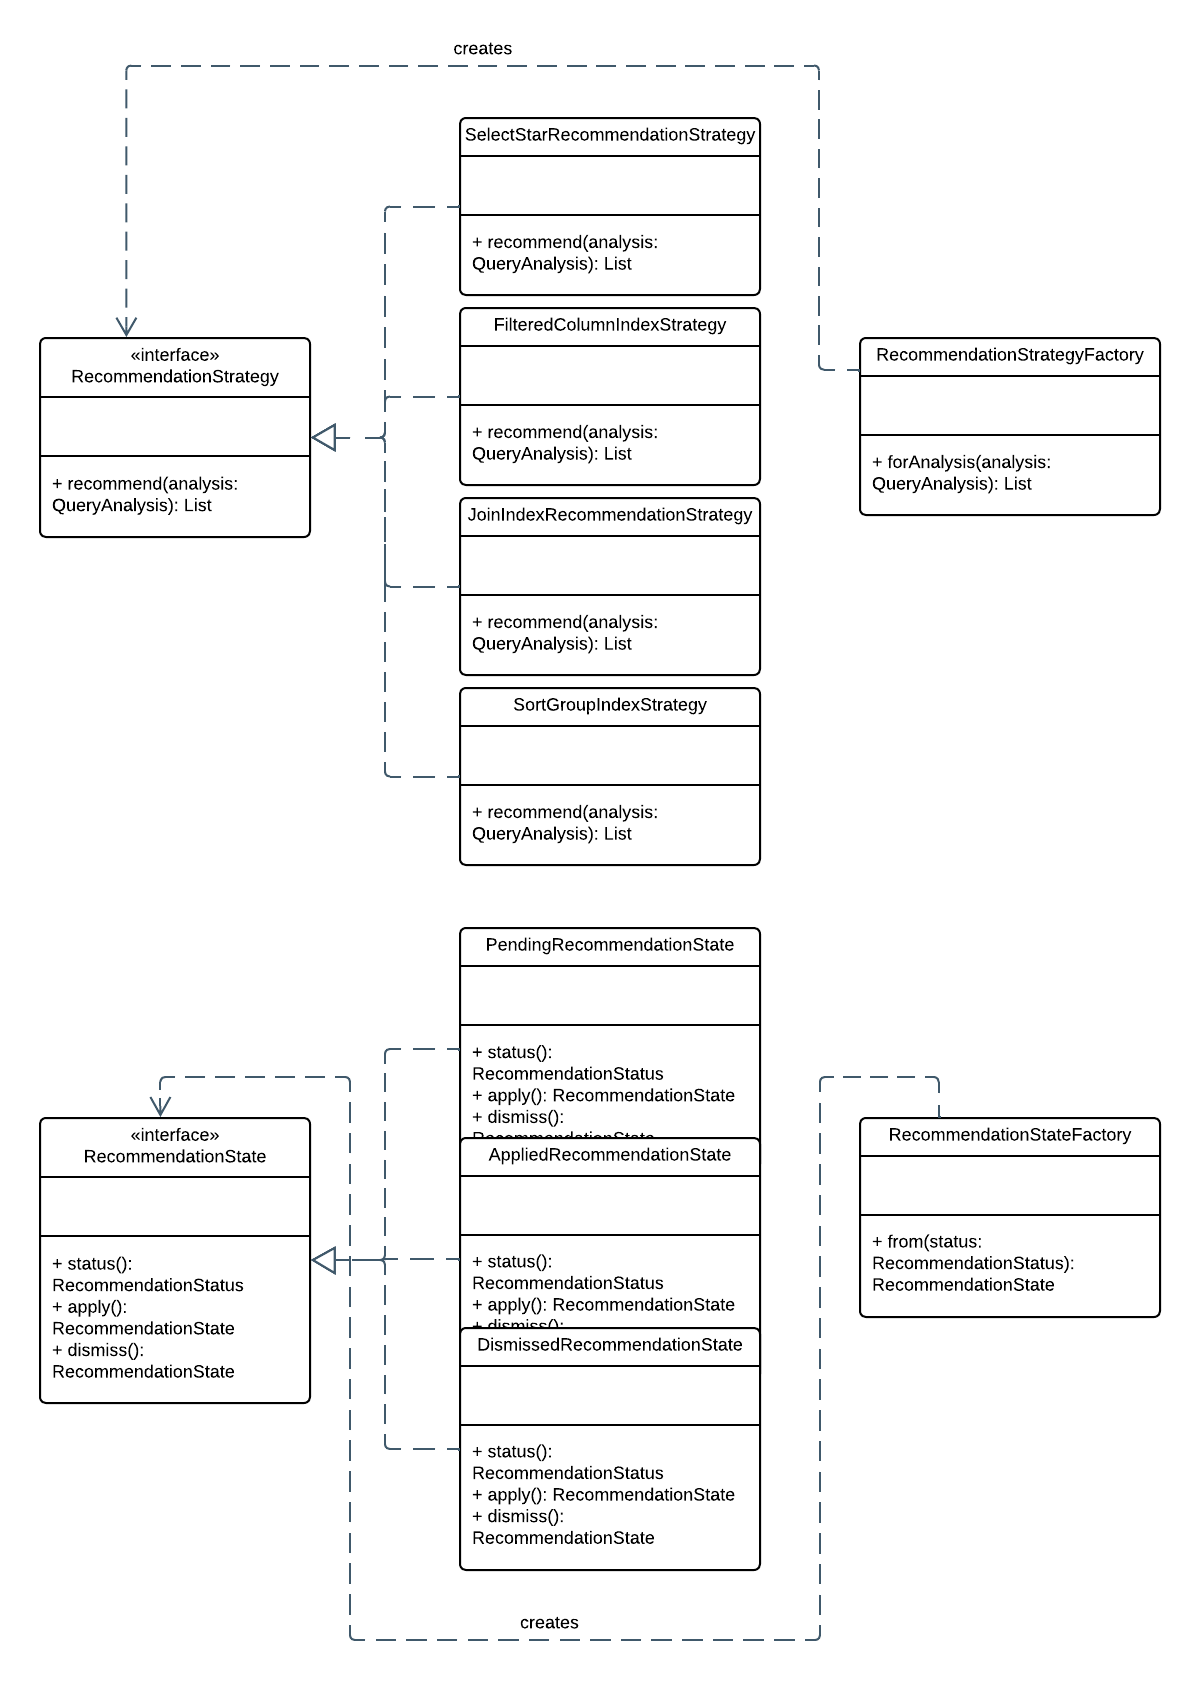 creates
SelectStarRecommendationStrategy
+ recommend(analysis:
QueryAnalysis): List
«interface»
RecommendationStrategy
+ recommend(analysis:
QueryAnalysis): List
FilteredColumnIndexStrategy
+ recommend(analysis:
QueryAnalysis): List
RecommendationStrategyFactory
+ forAnalysis(analysis:
QueryAnalysis): List
JoinIndexRecommendationStrategy
+ recommend(analysis:
QueryAnalysis): List
SortGroupIndexStrategy
+ recommend(analysis:
QueryAnalysis): List
PendingRecommendationState
+ status():
RecommendationStatus
+ apply(): RecommendationState
+ dismiss():
RecommendationState
«interface»
RecommendationState
+ status():
RecommendationStatus
+ apply():
RecommendationState
+ dismiss():
RecommendationState
AppliedRecommendationState
+ status():
RecommendationStatus
+ apply(): RecommendationState
+ dismiss():
RecommendationStateFactory
+ from(status:
RecommendationStatus):
RecommendationState
DismissedRecommendationState
+ status():
RecommendationStatus
+ apply(): RecommendationState
+ dismiss():
RecommendationState
creates